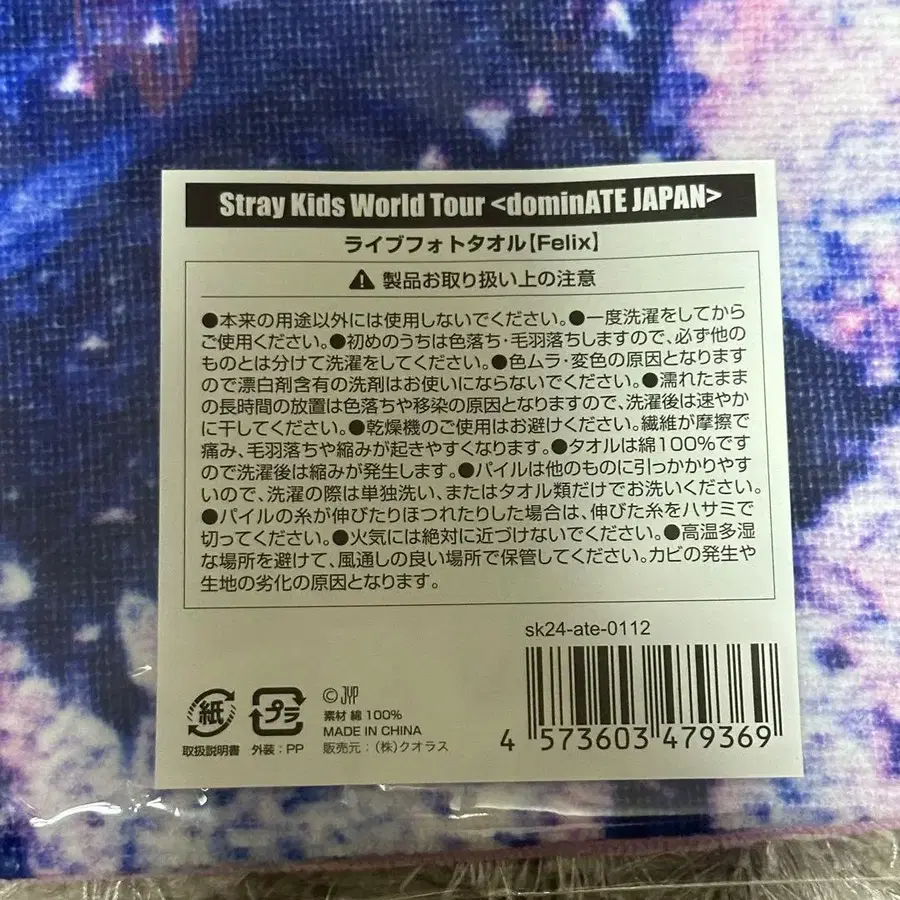 Stray Kids World Tour <dominATE JAPAN>
ライブフォトタオル【Felix】
製品お取り扱い上の注意
●本来の用途以外には使用しないでください。●一度洗濯をしてから
ご使用ください。●初めのうちは色落ち・毛羽落ちしますので、必ず他の
ものとは分けて洗濯をしてください。●色ムラ・変色の原因となります
ので漂白剤含有の洗剤はお使いにならないでください。●濡れたまま
の長時間の放置は色落ちや移染の原因となりますので、洗濯後は速やか
に干してください。●乾燥機のご使用はお避けください。繊維が摩擦で
痛み、毛羽落ちや縮みが起きやすくなります。●タオルは綿100%です
ので洗濯後は縮みが発生します。●パイルは他のものに引っかかりやす
いので、洗濯の際は単独洗い、またはタオル類だけでお洗いください。
●パイルの糸が伸びたりほつれたりした場合は、伸びた糸をハサミで
切ってください。●火気には絶対に近づけないでください。●高温多湿
な場所を避けて、風通しの良い場所で保管してください。カビの発生や
生地の劣化の原因となります。
sk24-ate-0112
紙
取扱説明書
プラ
外装：PP
© JYP
素材 綿 100%
MADE IN CHINA
販売元：（株）クオラス
4 573603 479369